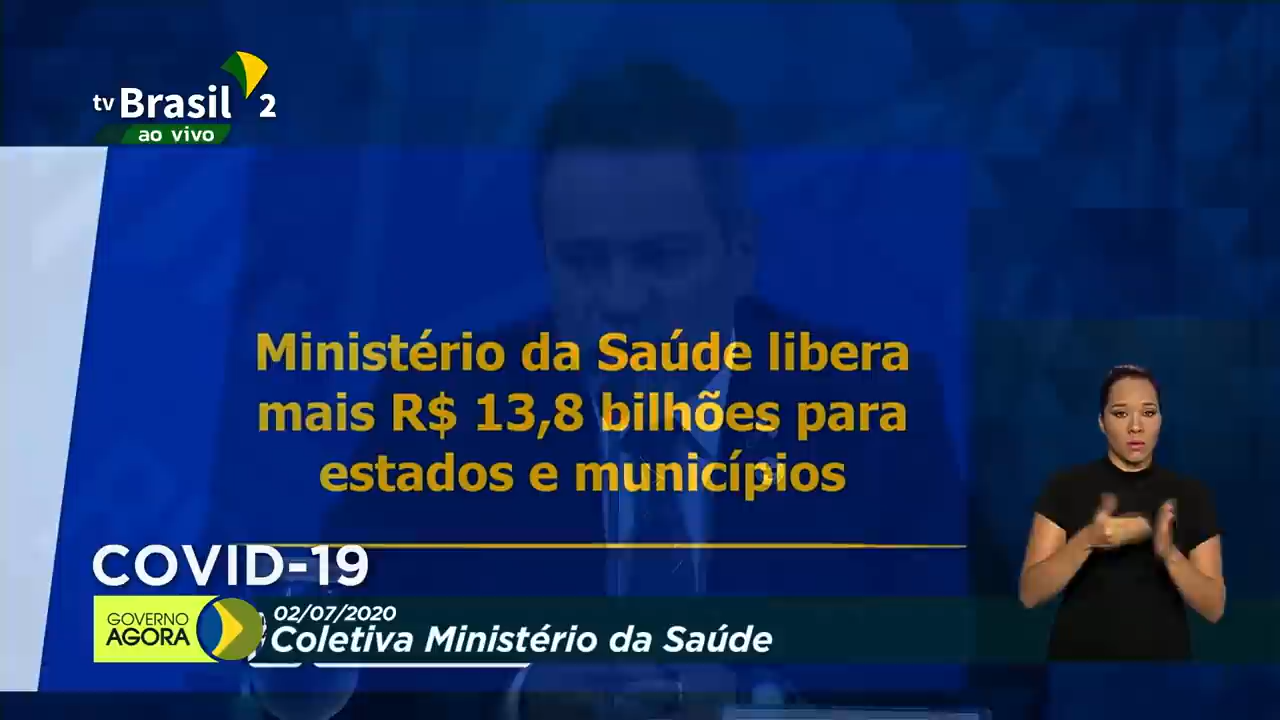 tv Brasil 2
ao vivo
Ministério da Saúde libera
mais R$ 13,8 bilhões para
estados e municípios
COVID-19
GOVERNO
AGORA
02/07/2020
Coletiva Ministério da Saúde